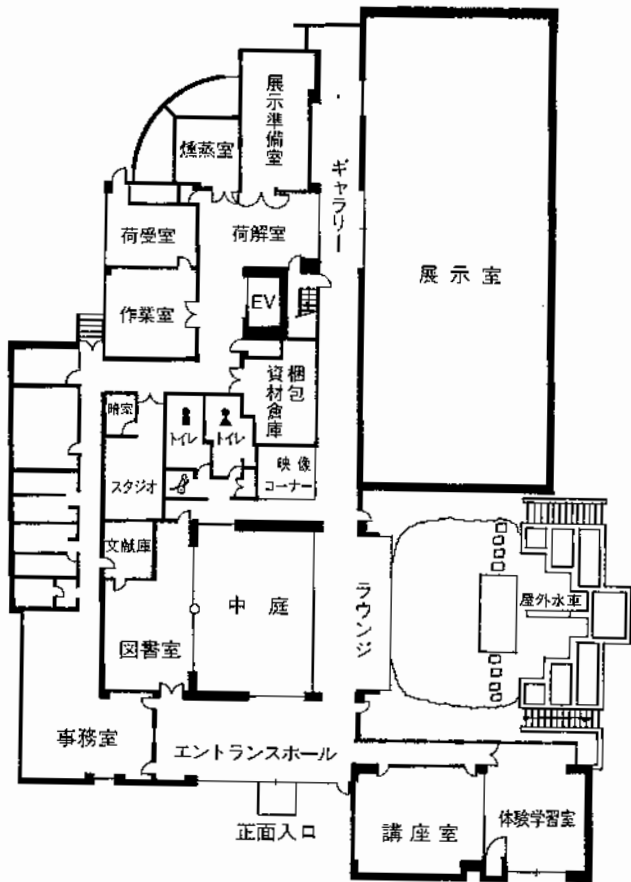 展示準備室
燻蒸室
ギャラリー
荷受室
荷解室
展示室
作業室
EV
梱包
資材倉庫
暗室
トイレ
トイレ
映像
コーナー
スタジオ
文献庫
中庭
ラウンジ
屋外水車
図書室
事務室
エントランスホール
正面入口
講座室
体験学習室